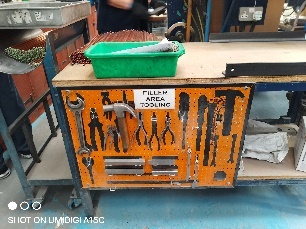 FILLER
AREA
TOOLING
SHOT ON UMIDIGI A15C